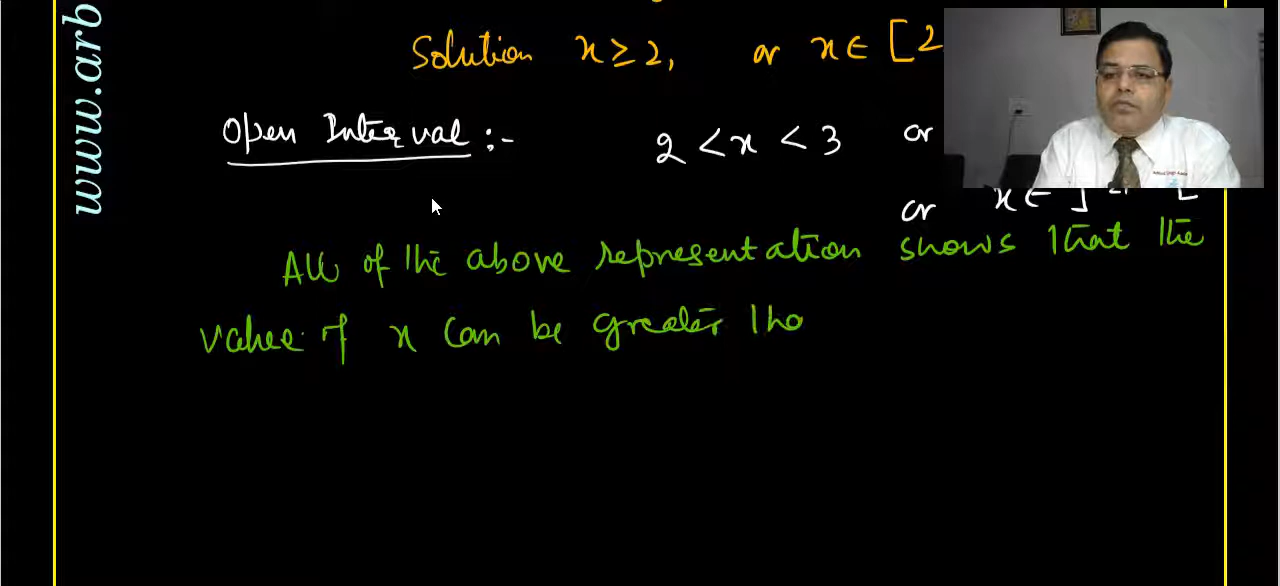 www.arb
Solution x ≥ 2, or x ∈ [2
Open Interval :- 2 < x < 3 or
or x ∈ ] [
All of the above representation shows that the
value of x can be greater tha